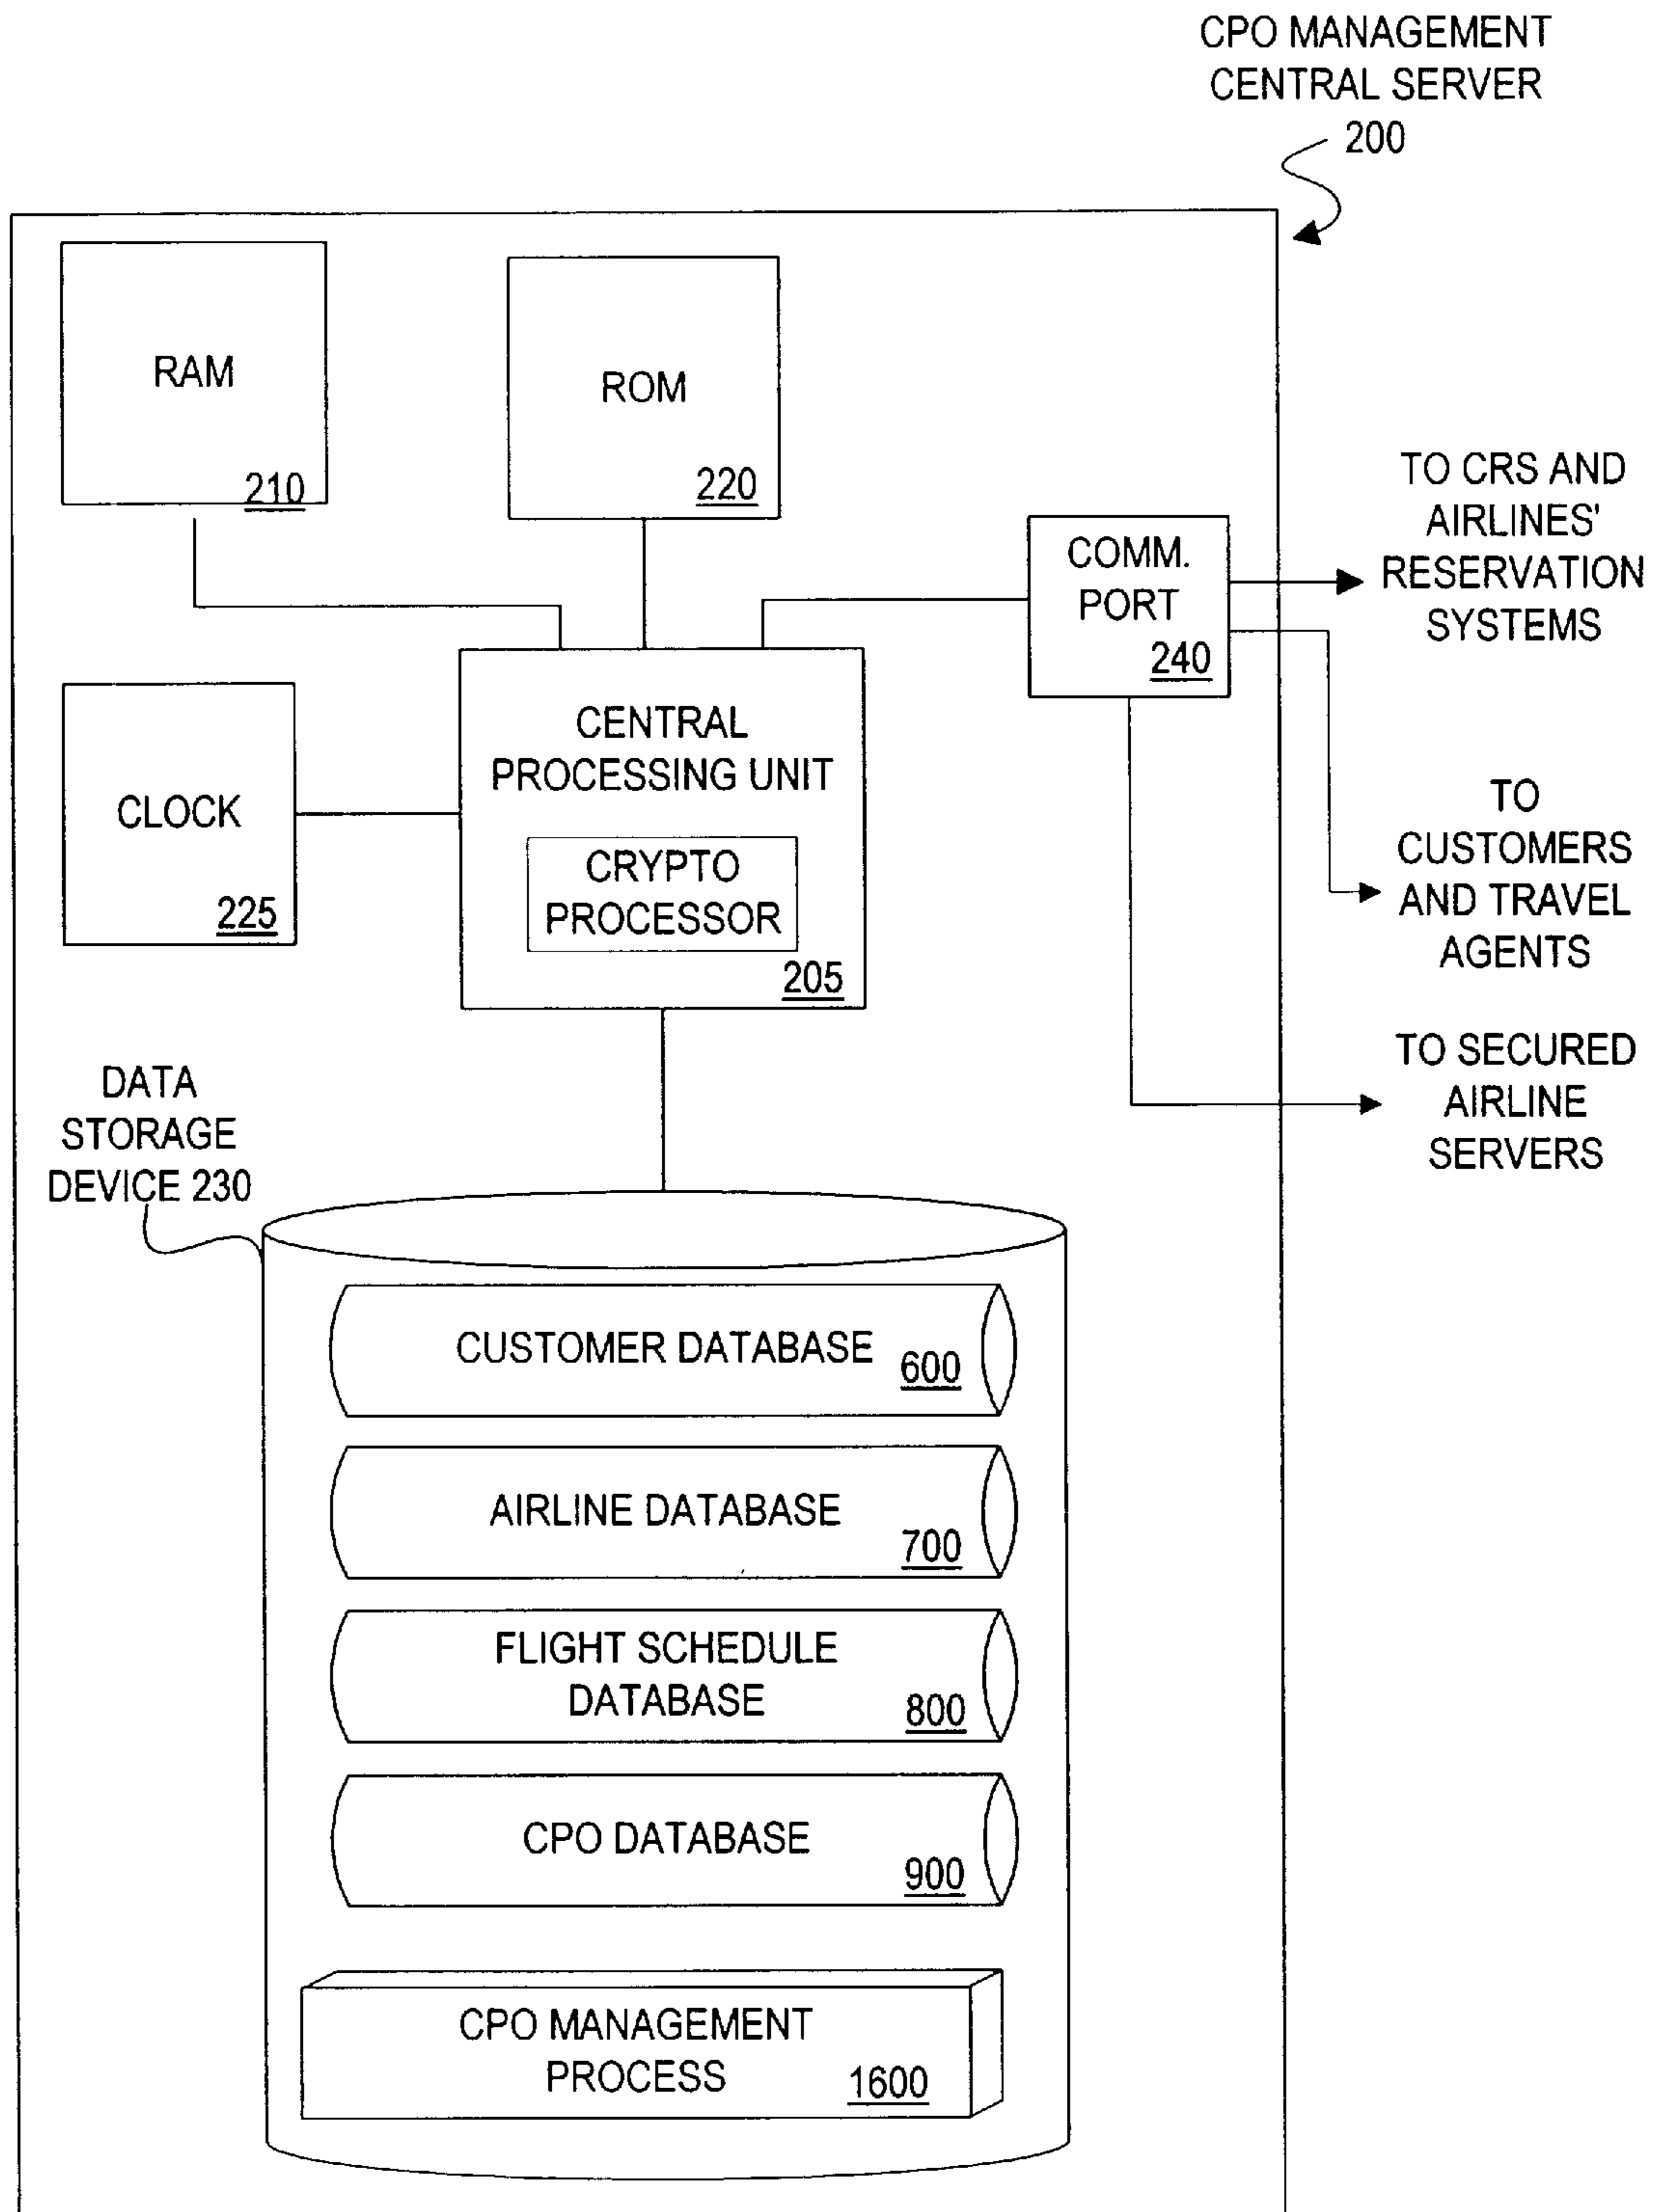 CPO MANAGEMENT
CENTRAL SERVER
200
RAM
210
ROM
220
COMM.
PORT
240
TO CRS AND
AIRLINES'
RESERVATION
SYSTEMS
CLOCK
225
CENTRAL
PROCESSING UNIT
CRYPTO
PROCESSOR
205
TO
CUSTOMERS
AND TRAVEL
AGENTS
TO SECURED
AIRLINE
SERVERS
DATA
STORAGE
DEVICE 230
CUSTOMER DATABASE
600
AIRLINE DATABASE
700
FLIGHT SCHEDULE
DATABASE
800
CPO DATABASE
900
CPO MANAGEMENT
PROCESS
1600